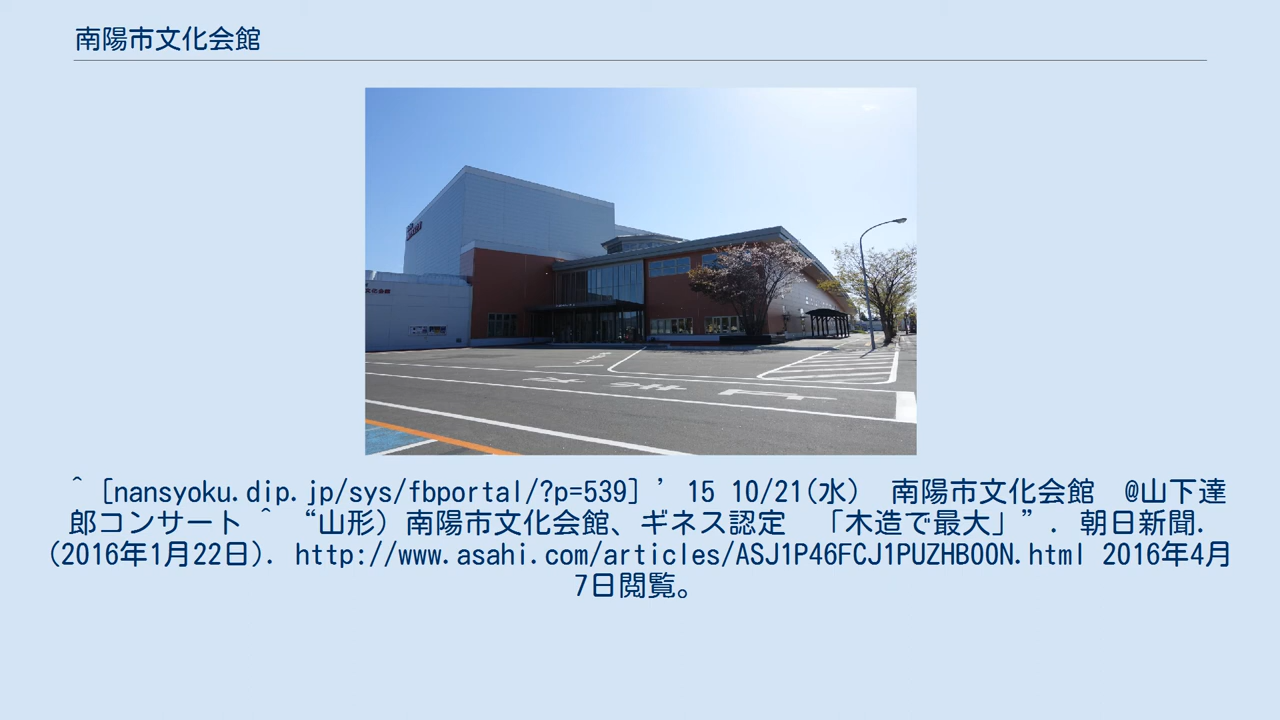 南陽市文化会館
^ [nansyoku.dip.jp/sys/fbportal/?p=539] ’ 15 10/21(水)　南陽市文化会館　@山下達
郎コンサート ^ “山形）南陽市文化会館、ギネス認定　「木造で最大」”. 朝日新聞.
(2016年1月22日). http://www.asahi.com/articles/ASJ1P46FCJ1PUZHB00N.html 2016年4月
7日閲覧。